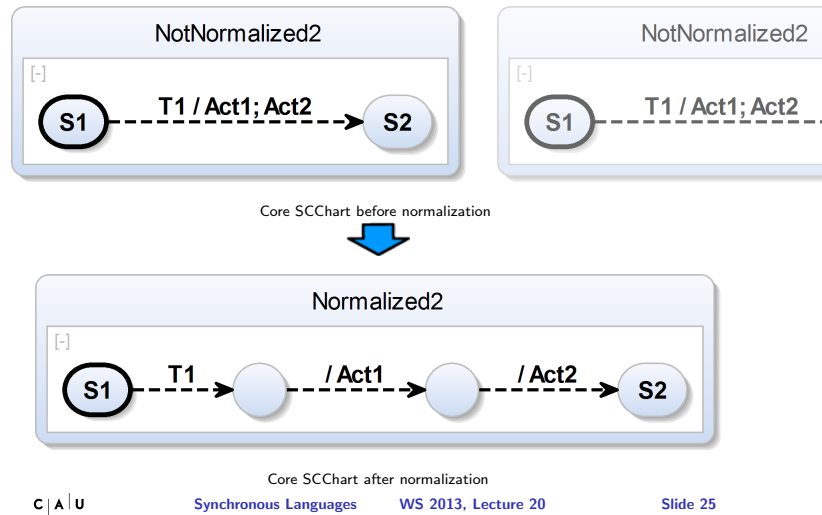 NotNormalized2
[-]
S1
T1 / Act1; Act2
S2
NotNormalized2
[-]
S1
T1 / Act1; Act2
Core SCChart before normalization
Normalized2
[-]
S1
T1
/ Act1
/ Act2
S2
Core SCChart after normalization
C | A | U Synchronous Languages WS 2013, Lecture 20 Slide 25